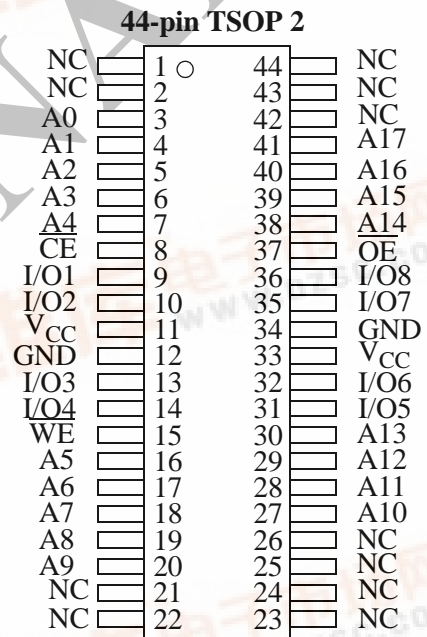 44-pin TSOP 2
NC 1 44 NC
NC 2 43 NC
A0 3 42 NC
A1 4 41 A17
A2 5 40 A16
A3 6 39 A15
A4 7 38 A14
C̅E̅ 8 37 O̅E̅
I/O1 9 36 I/O8
I/O2 10 35 I/O7
VCC 11 34 GND
GND 12 33 VCC
I/O3 13 32 I/O6
I/O4 14 31 I/O5
W̅E̅ 15 30 A13
A5 16 29 A12
A6 17 28 A11
A7 18 27 A10
A8 19 26 NC
A9 20 25 NC
NC 21 24 NC
NC 22 23 NC